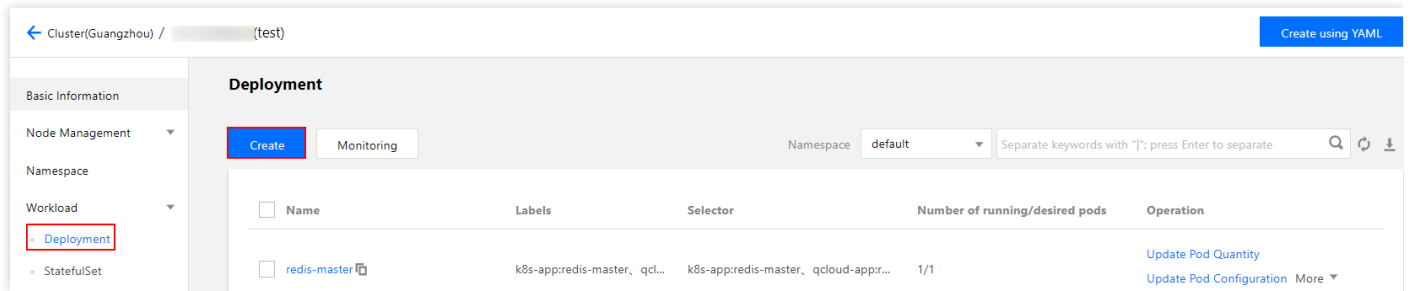 Cluster(Guangzhou) / (test)
Create using YAML
Basic Information
Node Management
Namespace
Workload
Deployment
StatefulSet
Deployment
Create Monitoring
Namespace default Separate keywords with "|"; press Enter to separate
Name Labels Selector Number of running/desired pods Operation
redis-master k8s-app:redis-master、qcl... k8s-app:redis-master、qcloud-app:r... 1/1 Update Pod Quantity
Update Pod Configuration More